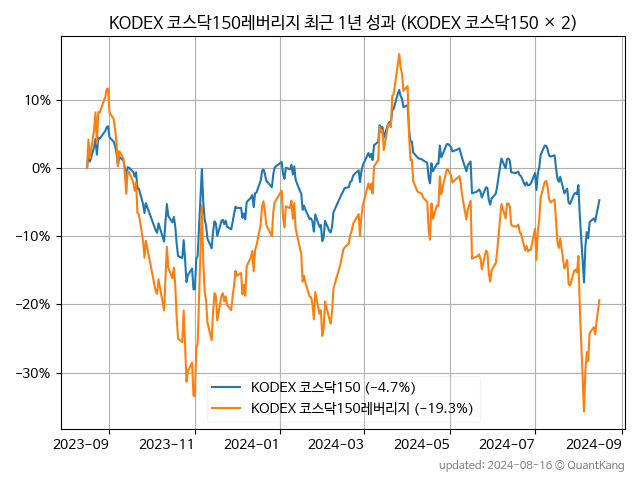 KODEX 코스닥150레버리지 최근 1년 성과 (KODEX 코스닥150 × 2)
10%
0%
−10%
−20%
−30%
KODEX 코스닥150 (−4.7%)
KODEX 코스닥150레버리지 (−19.3%)
2023−09 2023−11 2024−01 2024−03 2024−05 2024−07 2024−09
updated: 2024-08-16 © QuantKang